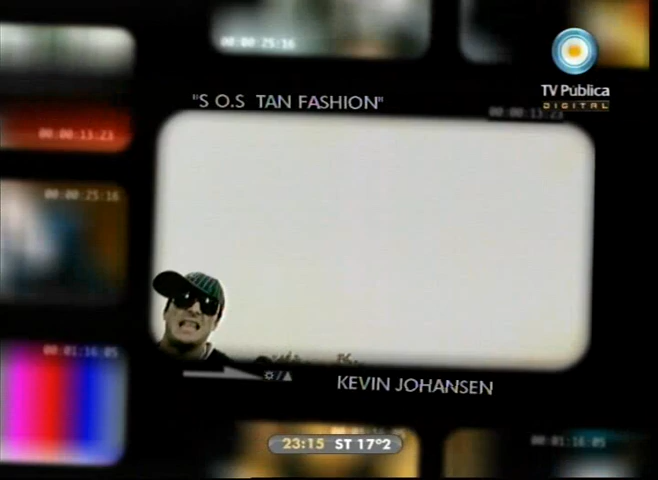 00:00:25:16
TV Publica
DIGITAL
"S O.S TAN FASHION"
00:00:13:23
00:00:13:23
00:00:25:16
00:01:16:05
KEVIN JOHANSEN
23:15 ST 17°2
00:01:16:05